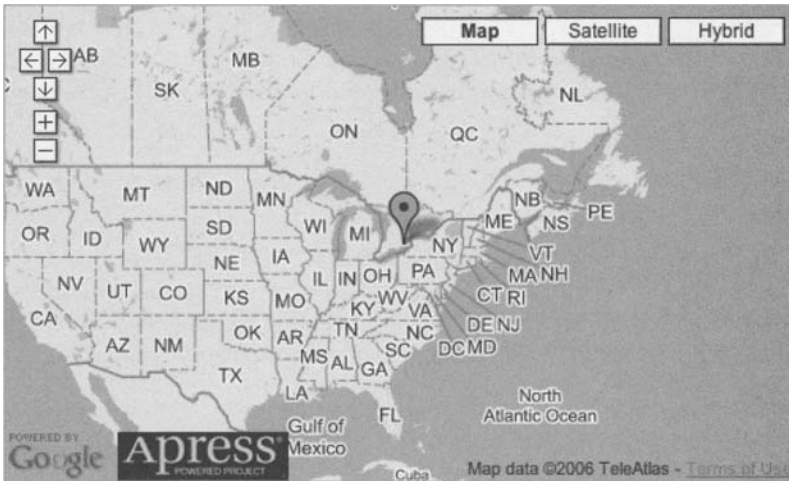 Map Satellite Hybrid
AB
MB
SK
NL
ON
QC
WA
MT
ND
MN
NB
PE
OR
ID
SD
WI
ME
NS
WY
MI
NY
VT
NE
IA
PA
MA NH
NV
UT
CO
IL
IN
OH
CT RI
KS
MO
WV
CA
KY
VA
DE NJ
OK
AR
TN
NC
DC MD
AZ
NM
MS
AL
SC
GA
TX
LA
FL
North
Atlantic Ocean
Gulf of
Mexico
Cuba
POWERED BY
Google
Apress®
POWERED PROJECT
Map data ©2006 TeleAtlas - Terms of Use